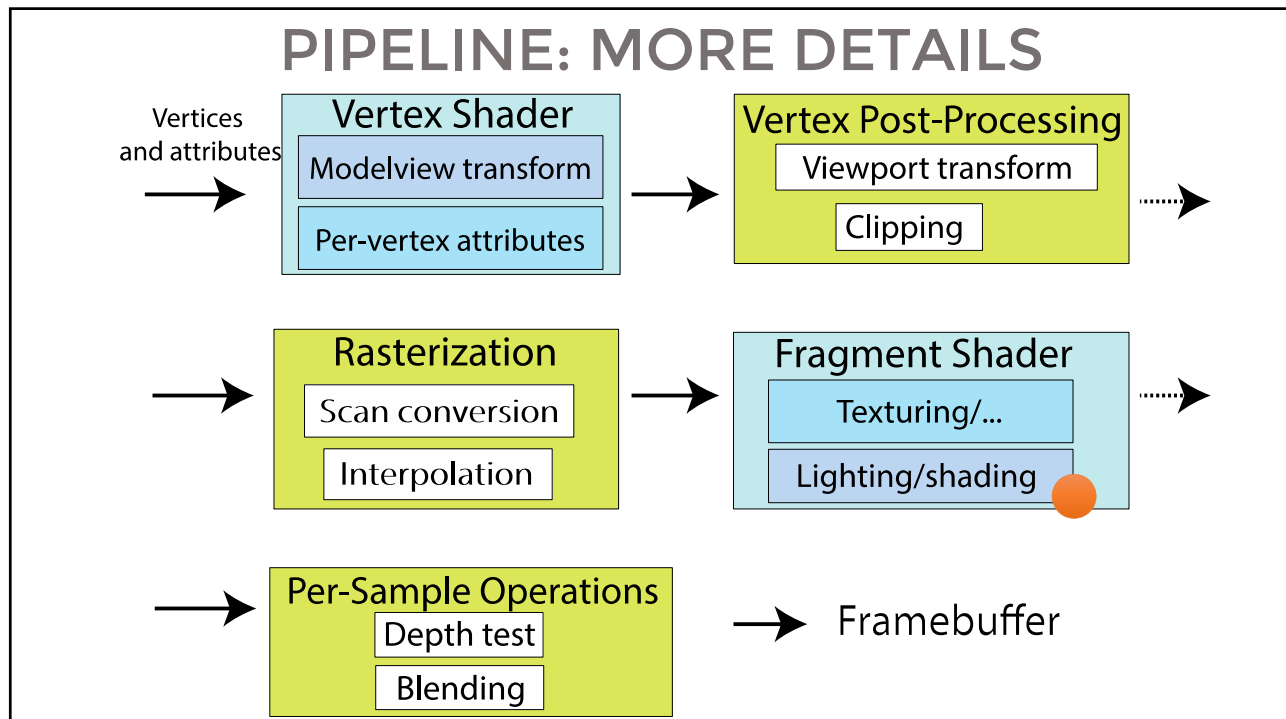 PIPELINE: MORE DETAILS
Vertices
and attributes
Vertex Shader
Modelview transform
Per-vertex attributes
Vertex Post-Processing
Viewport transform
Clipping
Rasterization
Scan conversion
Interpolation
Fragment Shader
Texturing/...
Lighting/shading
Per-Sample Operations
Depth test
Blending
Framebuffer